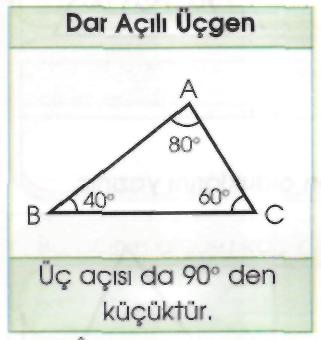 Dar Açılı Üçgen
A
80°
40°
60°
B
C
Üç açısı da 90° den
küçüktür.